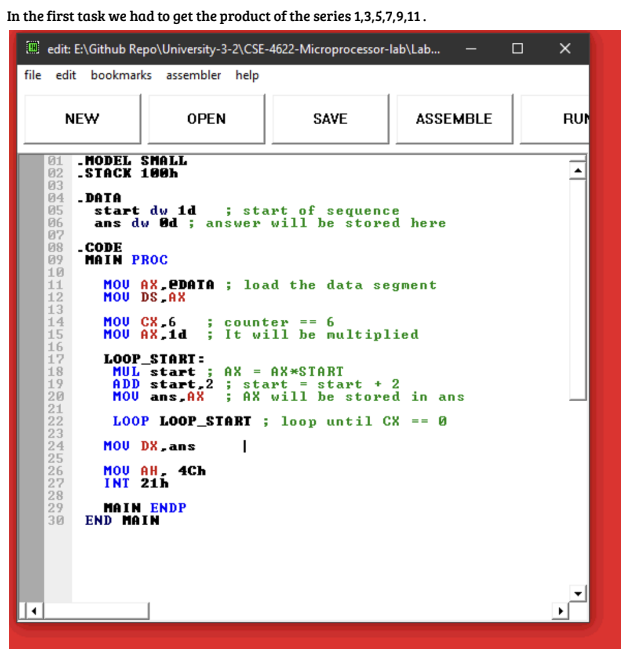 In the first task we had to get the product of the series 1,3,5,7,9,11 .
edit: E:\Github Repo\University-3-2\CSE-4622-Microprocessor-lab\Lab...
file edit bookmarks assembler help
NEW OPEN SAVE ASSEMBLE RUN
01 .MODEL SMALL
02 .STACK 100h
03
04 .DATA
05 start dw 1d ; start of sequence
06 ans dw 0d ; answer will be stored here
07
08 .CODE
09 MAIN PROC
10
11 MOV AX,@DATA ; load the data segment
12 MOV DS,AX
13
14 MOV CX,6 ; counter == 6
15 MOV AX,1d ; It will be multiplied
16
17 LOOP_START:
18 MUL start ; AX = AX*START
19 ADD start,2 ; start = start + 2
20 MOV ans,AX ; AX will be stored in ans
21
22 LOOP LOOP_START ; loop until CX == 0
23
24 MOV DX,ans
25
26 MOV AH, 4Ch
27 INT 21h
28
29 MAIN ENDP
30 END MAIN